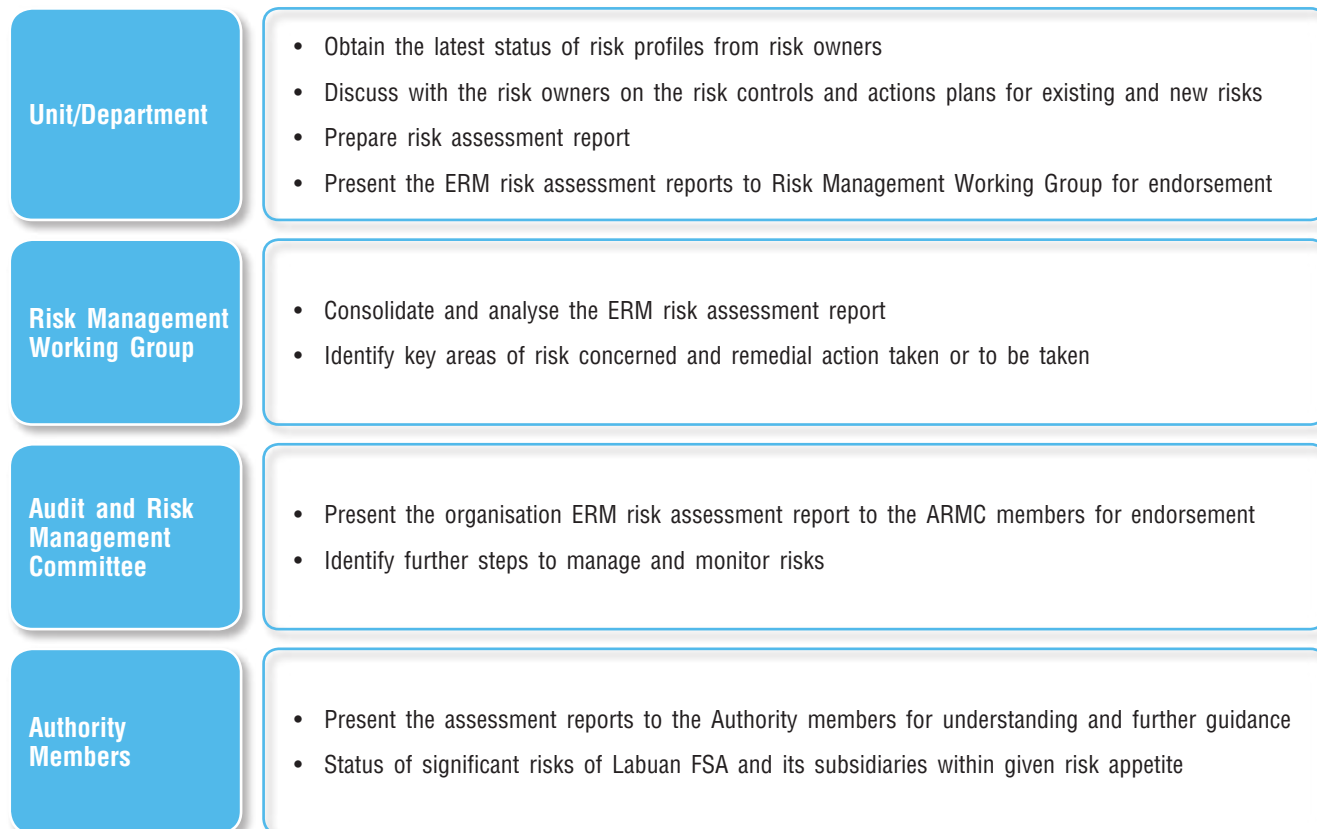 Unit/Department
• Obtain the latest status of risk profiles from risk owners
• Discuss with the risk owners on the risk controls and actions plans for existing and new risks
• Prepare risk assessment report
• Present the ERM risk assessment reports to Risk Management Working Group for endorsement
Risk Management
Working Group
• Consolidate and analyse the ERM risk assessment report
• Identify key areas of risk concerned and remedial action taken or to be taken
Audit and Risk
Management
Committee
• Present the organisation ERM risk assessment report to the ARMC members for endorsement
• Identify further steps to manage and monitor risks
Authority
Members
• Present the assessment reports to the Authority members for understanding and further guidance
• Status of significant risks of Labuan FSA and its subsidiaries within given risk appetite